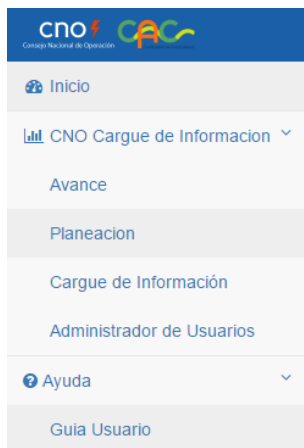 cno CAC
Consejo Nacional de Operación
Inicio
CNO Cargue de Informacion
Avance
Planeacion
Cargue de Información
Administrador de Usuarios
Ayuda
Guia Usuario